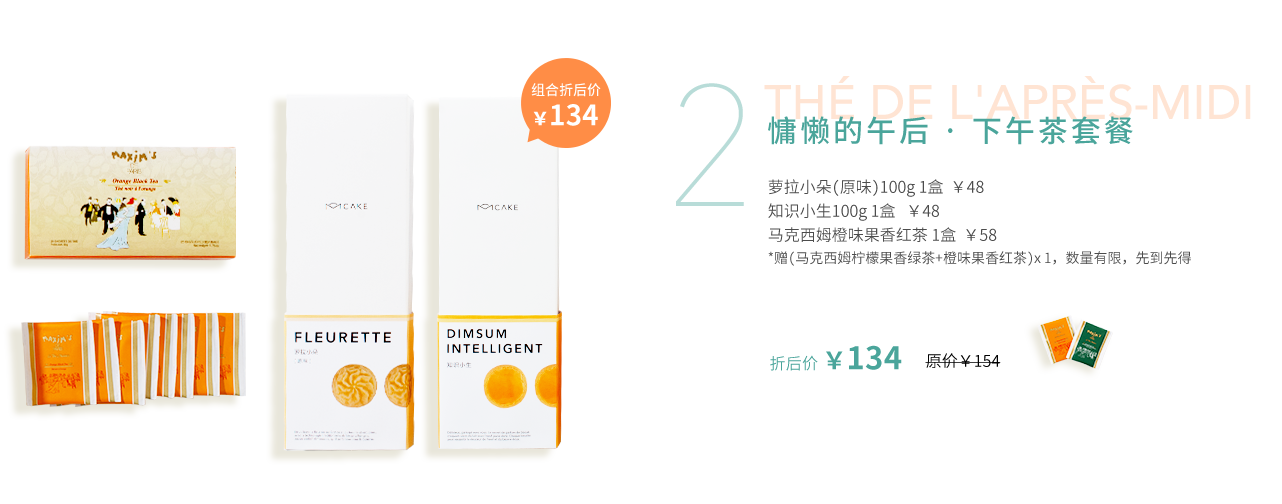 组合折后价
¥134
MAXIM'S
PARIS
Orange Black Tea
Thé noir à l'orange
MCAKE
FLEURETTE
萝拉小朵
MCAKE
DIMSUM
INTELLIGENT
知识小生
2
THÉ DE L'APRÈS-MIDI
慵懒的午后 · 下午茶套餐
萝拉小朵(原味)100g 1盒 ￥48
知识小生100g 1盒 ￥48
马克西姆橙味果香红茶 1盒 ￥58
*赠(马克西姆柠檬果香绿茶+橙味果香红茶)x 1，数量有限，先到先得
折后价 ￥134
原价￥154